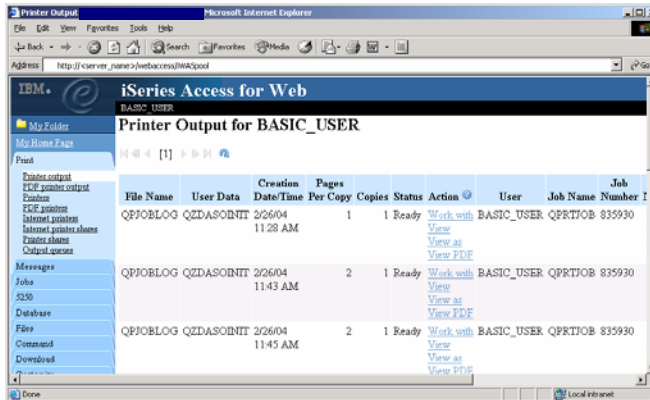 Printer Output
Microsoft Internet Explorer
File Edit View Favorites Tools Help
Back Search Favorites Media
Address http://<server_name>/webaccess/iWASpool Go
IBM. iSeries Access for Web
BASIC_USER
My Folder
My Home Page
Print
Printer output
PDF printer output
Printers
PDF printers
Internet printers
Internet printer shares
Printer shares
Output queues
Messages
Jobs
5250
Database
Files
Command
Download
Printer Output for BASIC_USER
[1]
File Name User Data Creation Date/Time Pages Per Copy Copies Status Action User Job Name Job Number
QPJOBLOG QZDASOINIT 2/26/04 11:28 AM 1 1 Ready Work with BASIC_USER QPRTJOB 835930
View
View as
View PDF
QPJOBLOG QZDASOINIT 2/26/04 11:43 AM 2 1 Ready Work with BASIC_USER QPRTJOB 835930
View
View as
View PDF
QPJOBLOG QZDASOINIT 2/26/04 11:45 AM 2 1 Ready Work with BASIC_USER QPRTJOB 835930
View
View as
View PDF
Done
Local intranet